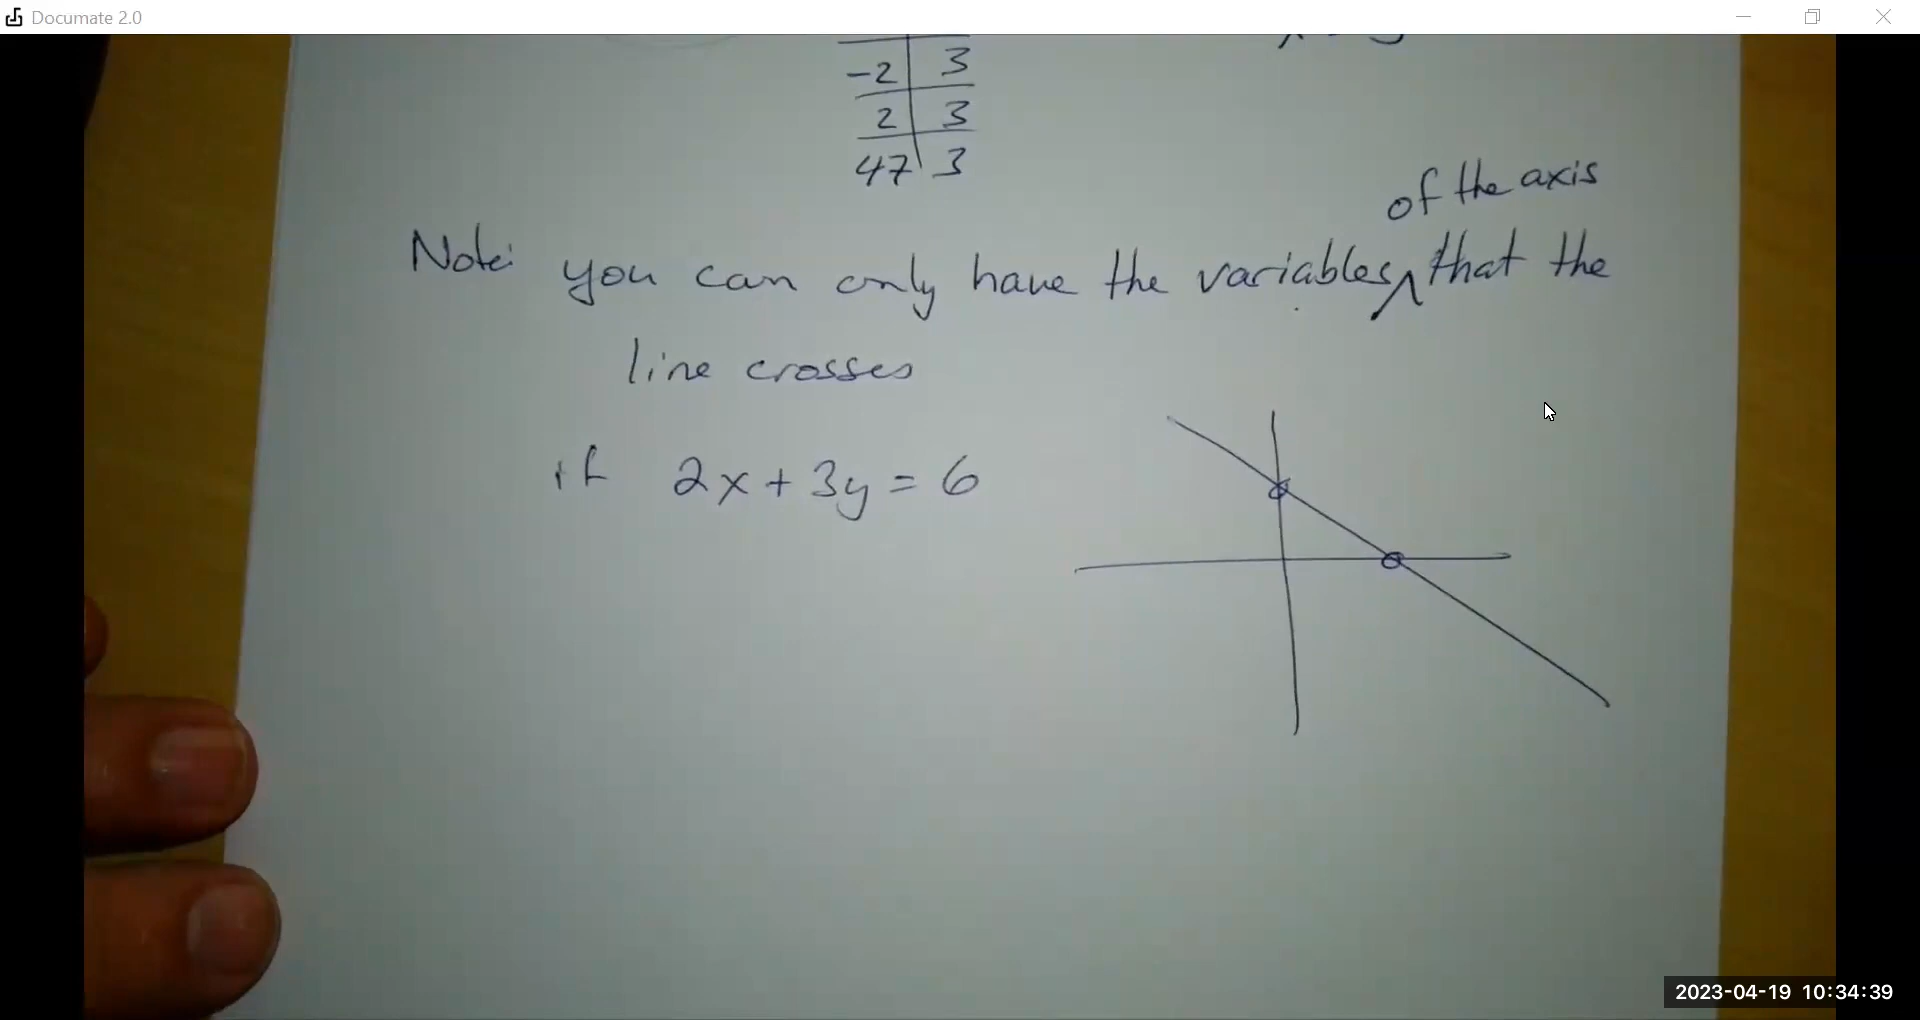 Documate 2.0
-2 3
2 3
47 3
of the axis
Note: you can only have the variables that the
line crosses
if 2x + 3y = 6
2023-04-19 10:34:39